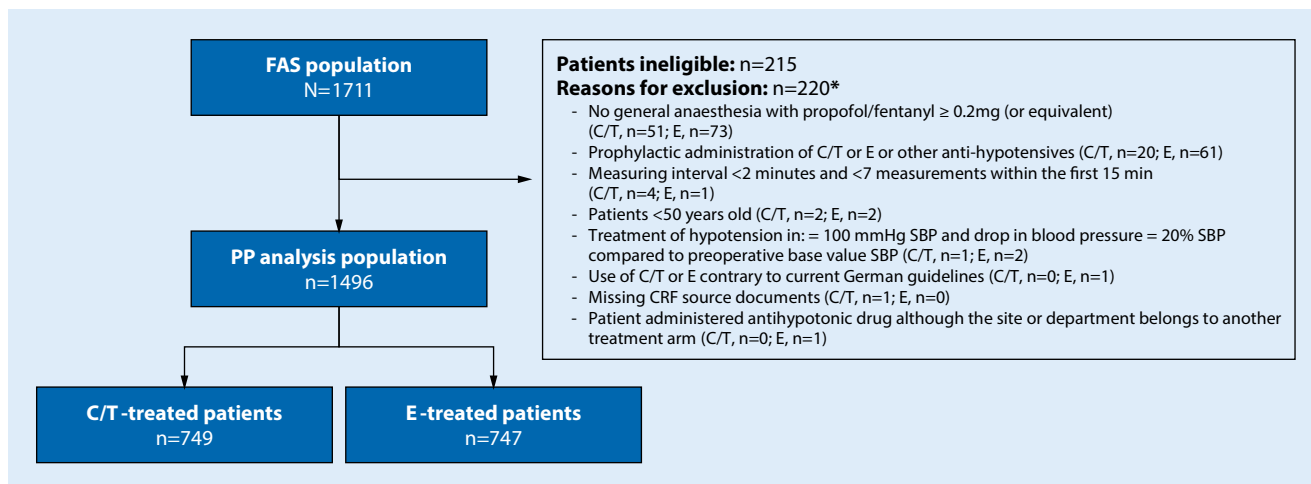 FAS population
N=1711
Patients ineligible: n=215
Reasons for exclusion: n=220*
- No general anaesthesia with propofol/fentanyl ≥ 0.2mg (or equivalent)
(C/T, n=51; E, n=73)
- Prophylactic administration of C/T or E or other anti-hypotensives (C/T, n=20; E, n=61)
- Measuring interval <2 minutes and <7 measurements within the first 15 min
(C/T, n=4; E, n=1)
- Patients <50 years old (C/T, n=2; E, n=2)
- Treatment of hypotension in: = 100 mmHg SBP and drop in blood pressure = 20% SBP
compared to preoperative base value SBP (C/T, n=1; E, n=2)
- Use of C/T or E contrary to current German guidelines (C/T, n=0; E, n=1)
- Missing CRF source documents (C/T, n=1; E, n=0)
- Patient administered antihypotonic drug although the site or department belongs to another
treatment arm (C/T, n=0; E, n=1)
PP analysis population
n=1496
C/T-treated patients
n=749
E-treated patients
n=747